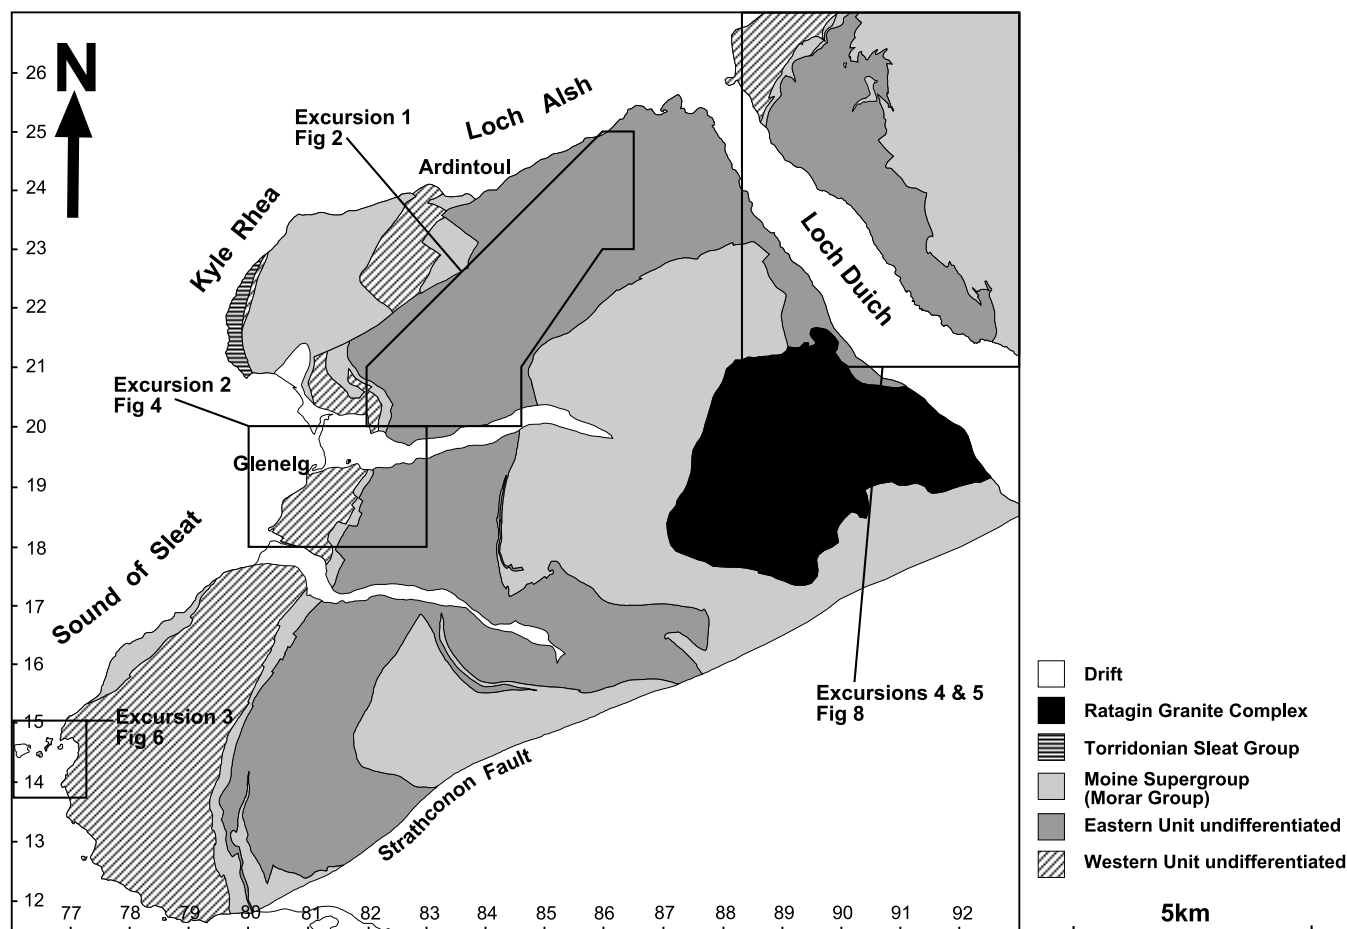 N
Excursion 1
Fig 2
Loch Alsh
Ardintoul
Kyle Rhea
Loch Duich
Excursion 2
Fig 4
Glenelg
Sound of Sleat
Excursion 3
Fig 6
Excursions 4 & 5
Fig 8
Strathconon Fault
26
25
24
23
22
21
20
19
18
17
16
15
14
13
12
77 78 79 80 81 82 83 84 85 86 87 88 89 90 91 92
Drift
Ratagin Granite Complex
Torridonian Sleat Group
Moine Supergroup
(Morar Group)
Eastern Unit undifferentiated
Western Unit undifferentiated
5km